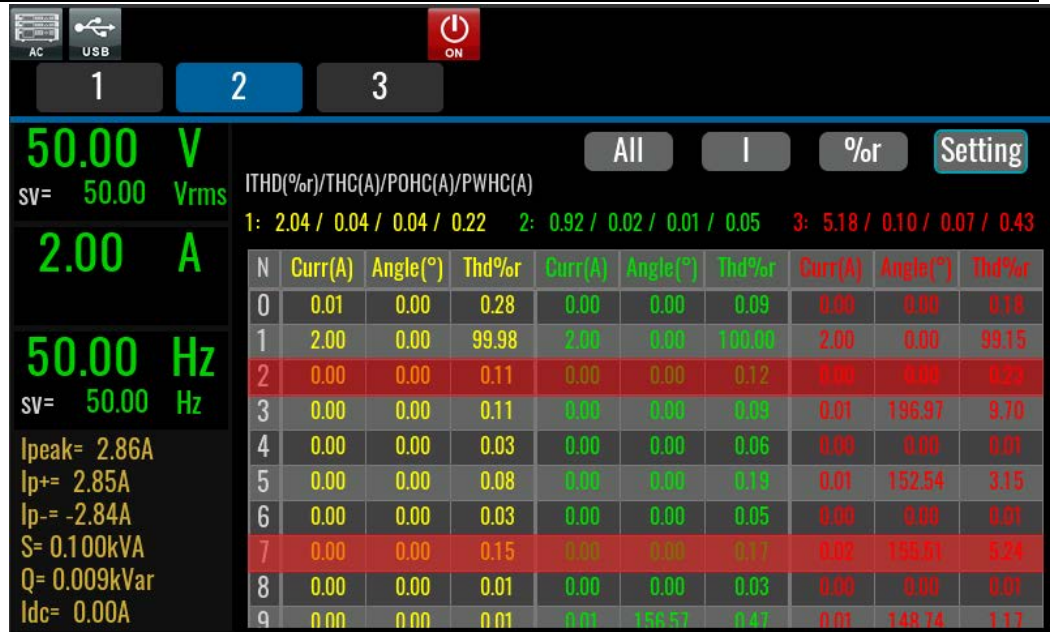 AC USB ON
1 2 3
50.00 V
sv= 50.00 Vrms
2.00 A
50.00 Hz
sv= 50.00 Hz
Ipeak= 2.86A
Ip+= 2.85A
Ip-= -2.84A
S= 0.100kVA
Q= 0.009kVar
Idc= 0.00A
All I %r Setting
ITHD(%r)/THC(A)/POHC(A)/PWHC(A)
1: 2.04 / 0.04 / 0.04 / 0.22 2: 0.92 / 0.02 / 0.01 / 0.05 3: 5.18 / 0.10 / 0.07 / 0.43
N Curr(A) Angle(°) Thd%r Curr(A) Angle(°) Thd%r Curr(A) Angle(°) Thd%r
0 0.01 0.00 0.28 0.00 0.00 0.09 0.00 0.00 0.18
1 2.00 0.00 99.98 2.00 0.00 100.00 2.00 0.00 99.15
2 0.00 0.00 0.11 0.00 0.00 0.12 0.00 0.00 0.23
3 0.00 0.00 0.11 0.00 0.00 0.09 0.01 196.97 9.70
4 0.00 0.00 0.03 0.00 0.00 0.06 0.00 0.00 0.01
5 0.00 0.00 0.08 0.00 0.00 0.19 0.01 152.54 3.15
6 0.00 0.00 0.03 0.00 0.00 0.05 0.00 0.00 0.01
7 0.00 0.00 0.15 0.00 0.00 0.17 0.02 155.51 5.24
8 0.00 0.00 0.01 0.00 0.00 0.03 0.00 0.00 0.01
9 0.00 0.00 0.01 0.01 156.57 0.47 0.01 148.74 1.17